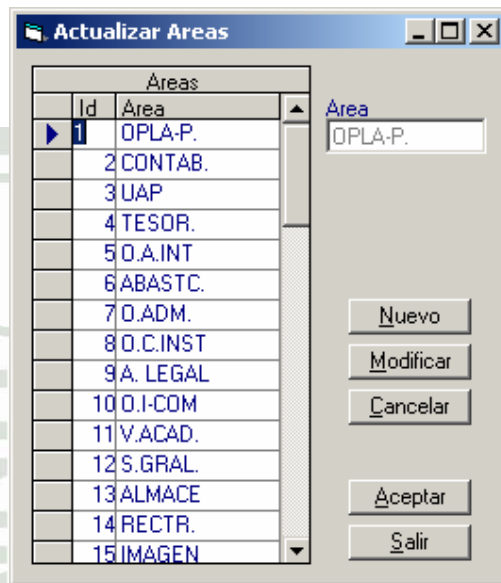 Actualizar Areas
Areas
Id Area
1 OPLA-P.
2 CONTAB.
3 UAP
4 TESOR.
5 O.A.INT
6 ABASTC.
7 O.ADM.
8 O.C.INST
9 A. LEGAL
10 O.I-COM
11 V.ACAD.
12 S.GRAL.
13 ALMACE
14 RECTR.
15 IMAGEN
Area
OPLA-P.
Nuevo
Modificar
Cancelar
Aceptar
Salir